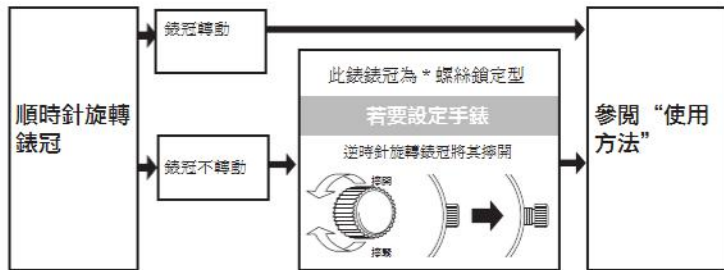 順時針旋轉
錶冠
錶冠轉動
錶冠不轉動
此錶錶冠為 * 螺絲鎖定型
若要設定手錶
逆時針旋轉錶冠將其擰開
擰開
擰緊
參閱“使用
方法”